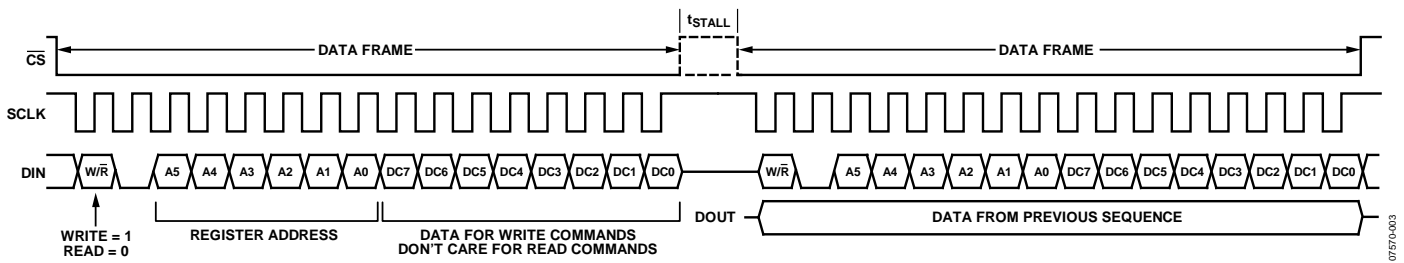 tSTALL
DATA FRAME DATA FRAME
CS
SCLK
DIN W/R A5 A4 A3 A2 A1 A0 DC7 DC6 DC5 DC4 DC3 DC2 DC1 DC0 W/R A5 A4 A3 A2 A1 A0 DC7 DC6 DC5 DC4 DC3 DC2 DC1 DC0
WRITE = 1
READ = 0
REGISTER ADDRESS
DATA FOR WRITE COMMANDS
DON'T CARE FOR READ COMMANDS
DOUT DATA FROM PREVIOUS SEQUENCE
07570-003